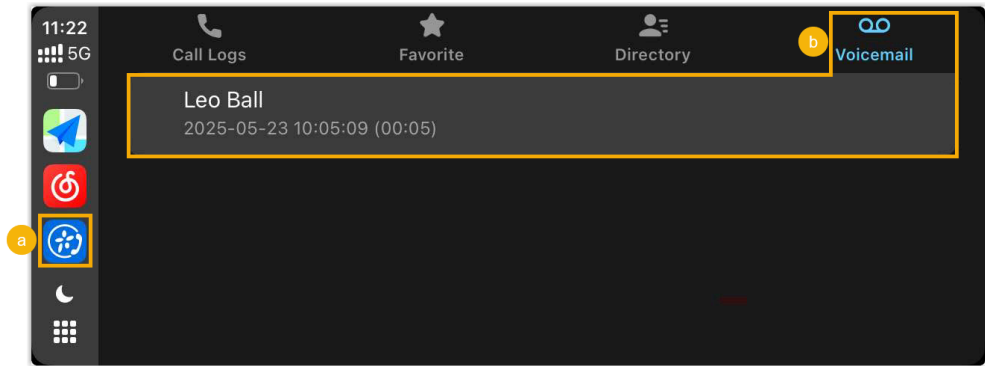 11:22
5G
Call Logs
Favorite
Directory
b
Voicemail
Leo Ball
2025-05-23 10:05:09 (00:05)
a